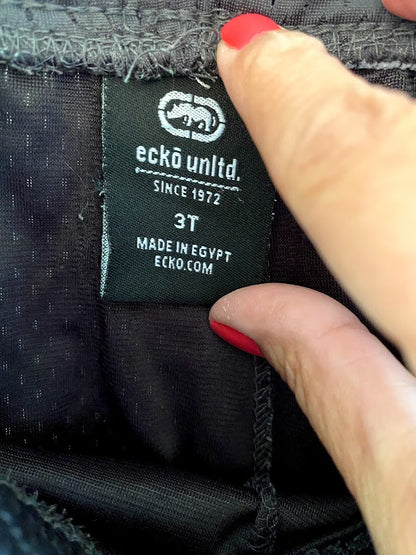 eckō unltd.
SINCE 1972
3T
MADE IN EGYPT
ECKO.COM